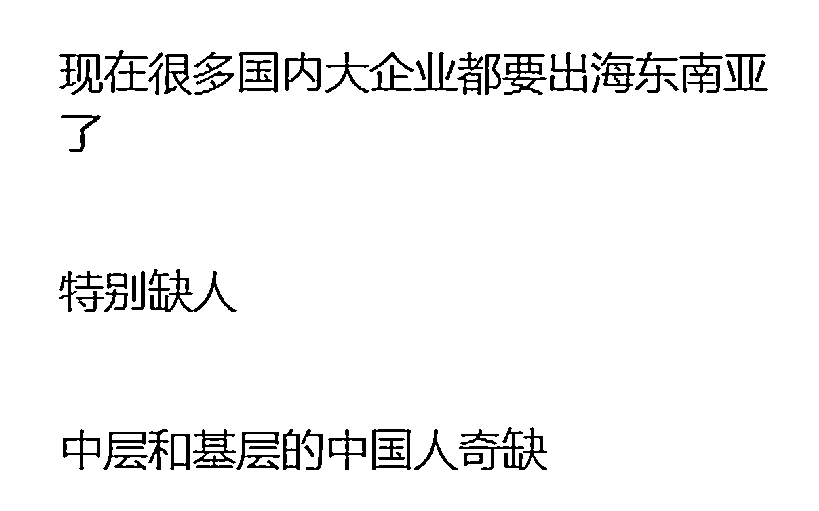 现在很多国内大企业都要出海东南亚
了
特别缺人
中层和基层的中国人奇缺